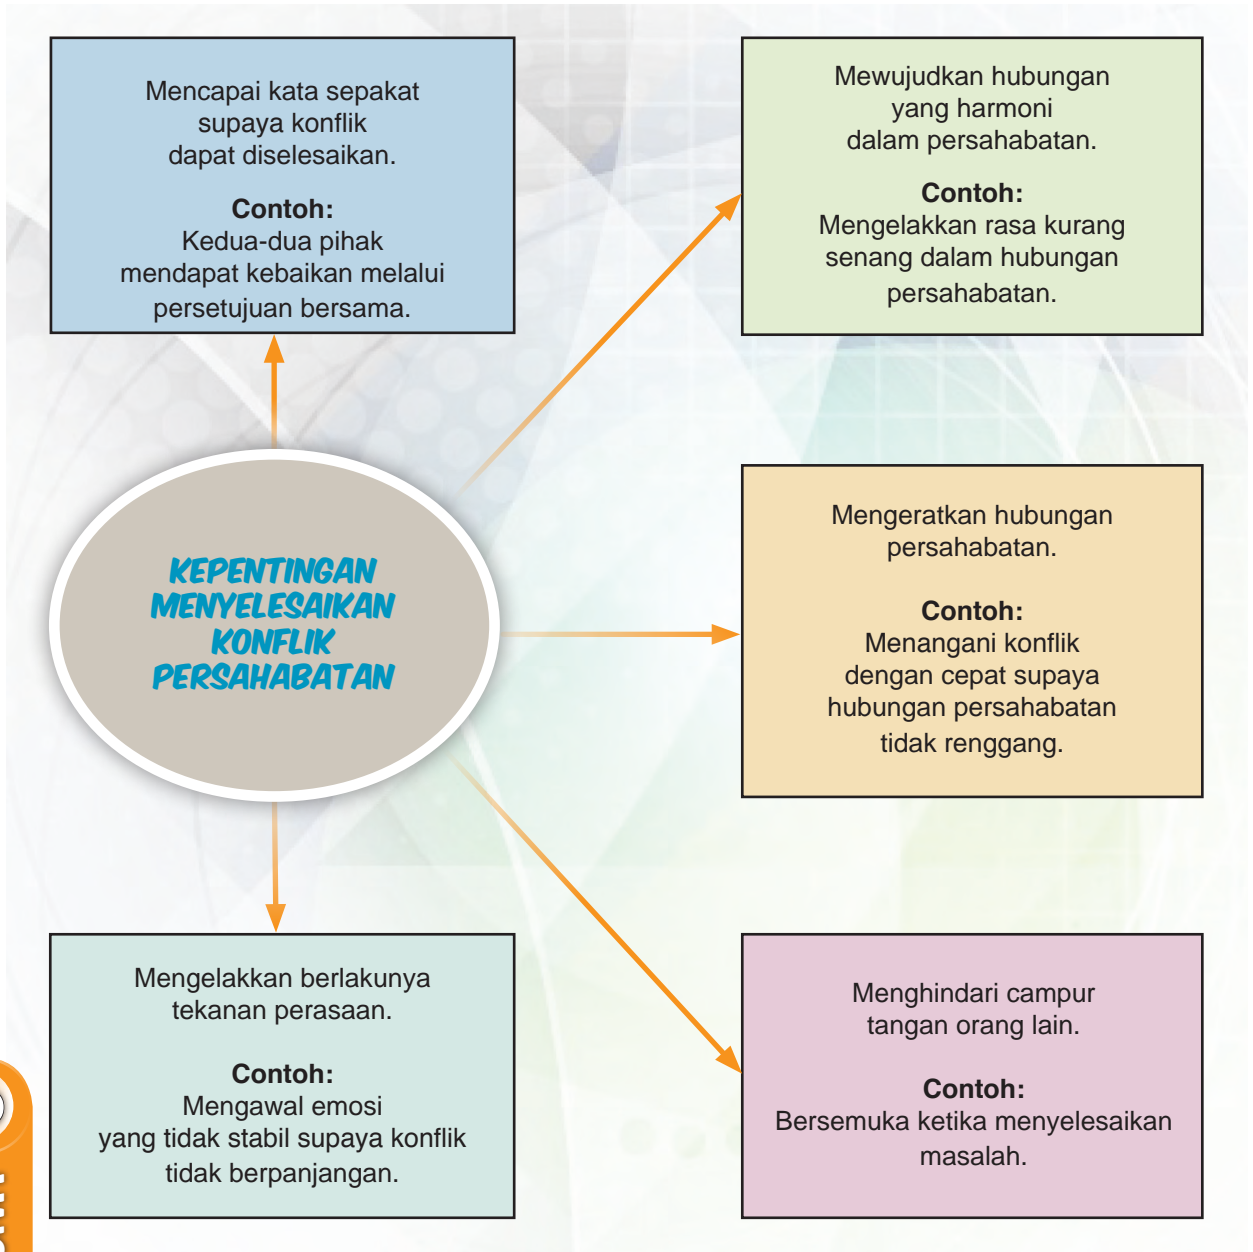 Mencapai kata sepakat
supaya konflik
dapat diselesaikan.
Contoh:
Kedua-dua pihak
mendapat kebaikan melalui
persetujuan bersama.
Mewujudkan hubungan
yang harmoni
dalam persahabatan.
Contoh:
Mengelakkan rasa kurang
senang dalam hubungan
persahabatan.
KEPENTINGAN
MENYELESAIKAN
KONFLIK
PERSAHABATAN
Mengeratkan hubungan
persahabatan.
Contoh:
Menangani konflik
dengan cepat supaya
hubungan persahabatan
tidak renggang.
Mengelakkan berlakunya
tekanan perasaan.
Contoh:
Mengawal emosi
yang tidak stabil supaya konflik
tidak berpanjangan.
Menghindari campur
tangan orang lain.
Contoh:
Bersemuka ketika menyelesaikan
masalah.